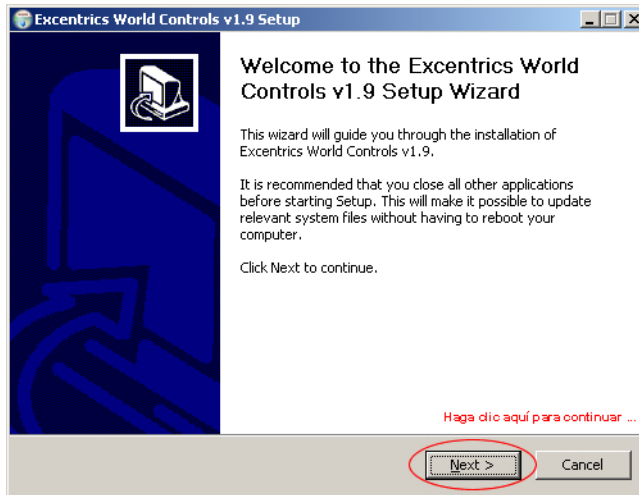 Excentrics World Controls v1.9 Setup
Welcome to the Excentrics World
Controls v1.9 Setup Wizard
This wizard will guide you through the installation of
Excentrics World Controls v1.9.
It is recommended that you close all other applications
before starting Setup. This will make it possible to update
relevant system files without having to reboot your
computer.
Click Next to continue.
Haga clic aquí para continuar ...
Next > Cancel